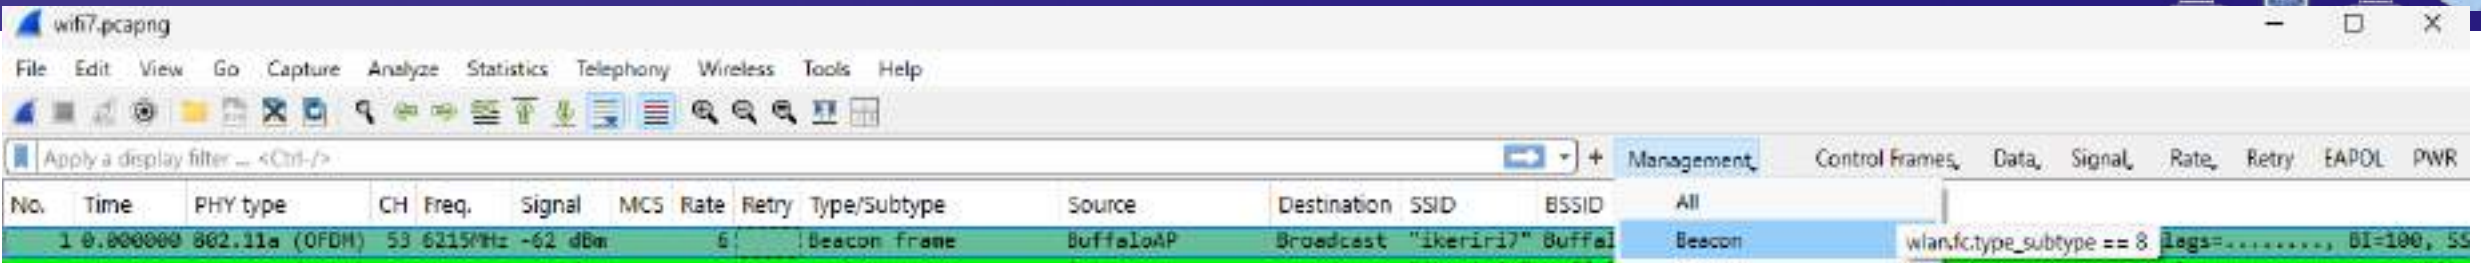 wifi7.pcapng
File Edit View Go Capture Analyze Statistics Telephony Wireless Tools Help
Apply a display filter ... <Ctrl-/> + Management, Control Frames, Data, Signal, Rate, Retry EAPOL PWR
No. Time PHY type CH Freq. Signal MCS Rate Retry Type/Subtype Source Destination SSID BSSID All
1 0.000000 802.11a (OFDM) 53 6215MHz -62 dBm 6 Beacon frame BuffaloAP Broadcast "ikeriri7" Buffal Beacon wlan.fc.type_subtype == 8 lags=........, BI=100, SS